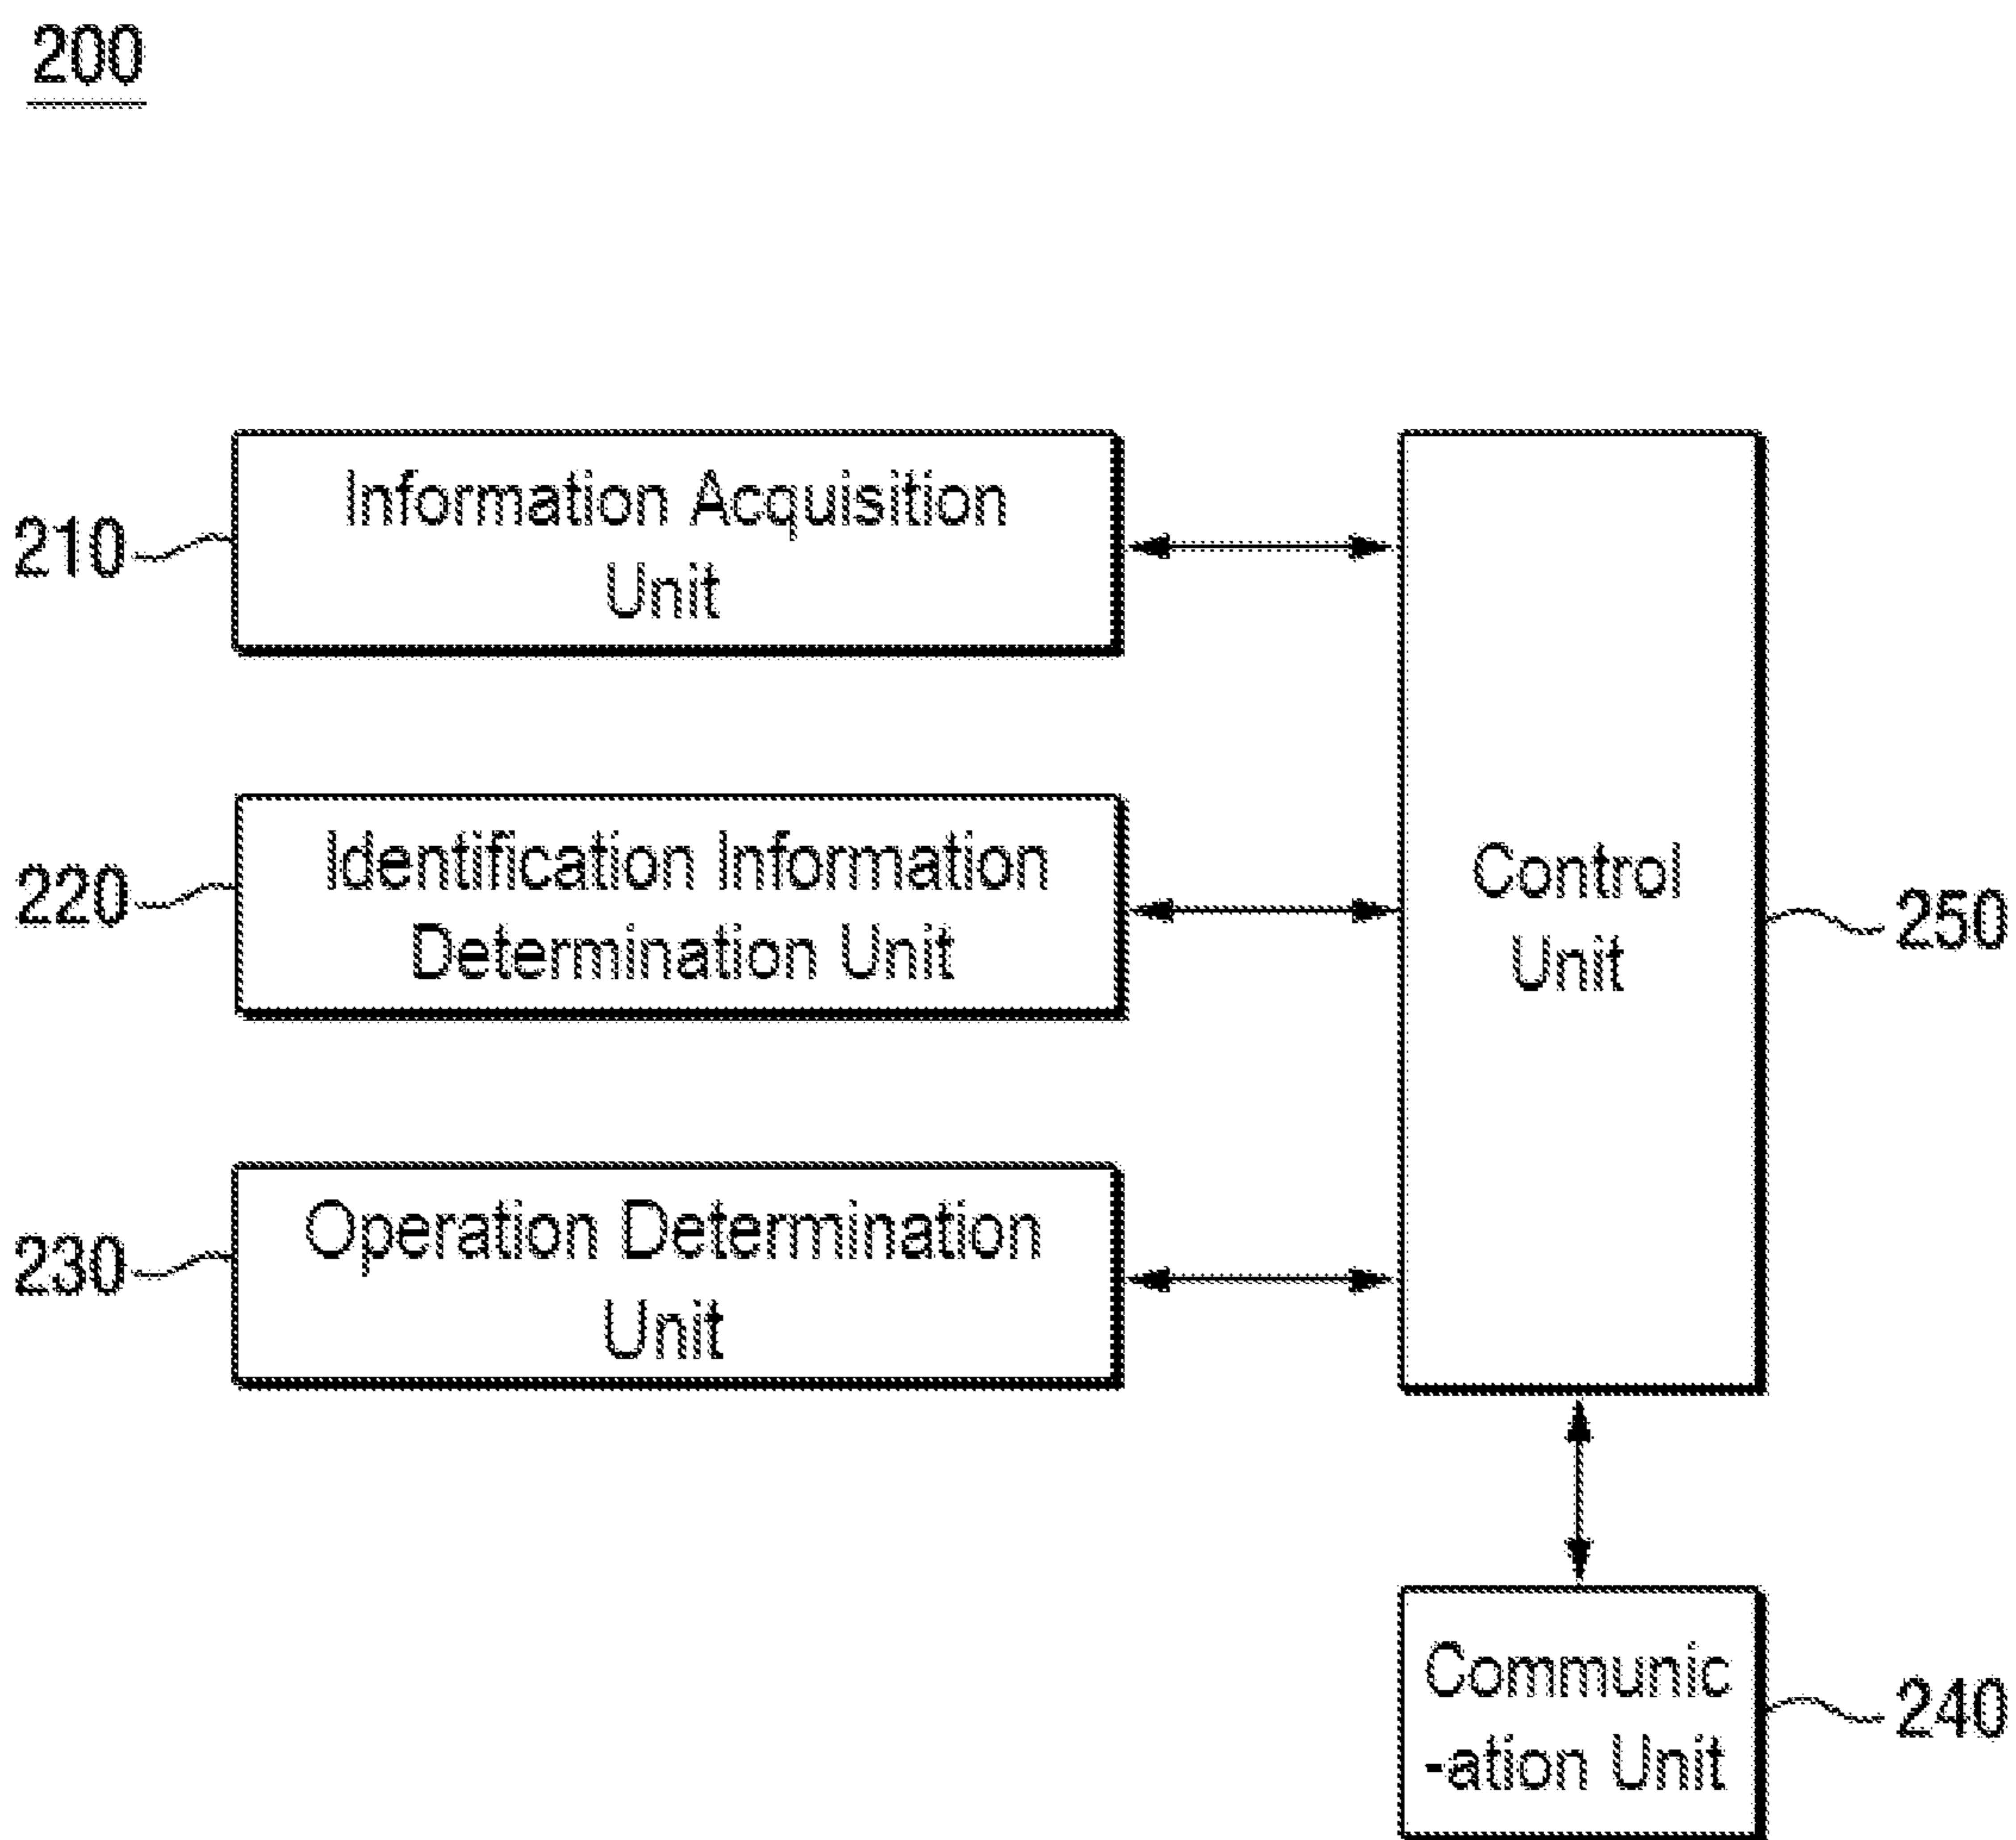 200
210
Information Acquisition
Unit
220
Identification Information
Determination Unit
230
Operation Determination
Unit
Control
Unit
250
Communic
-ation Unit
240